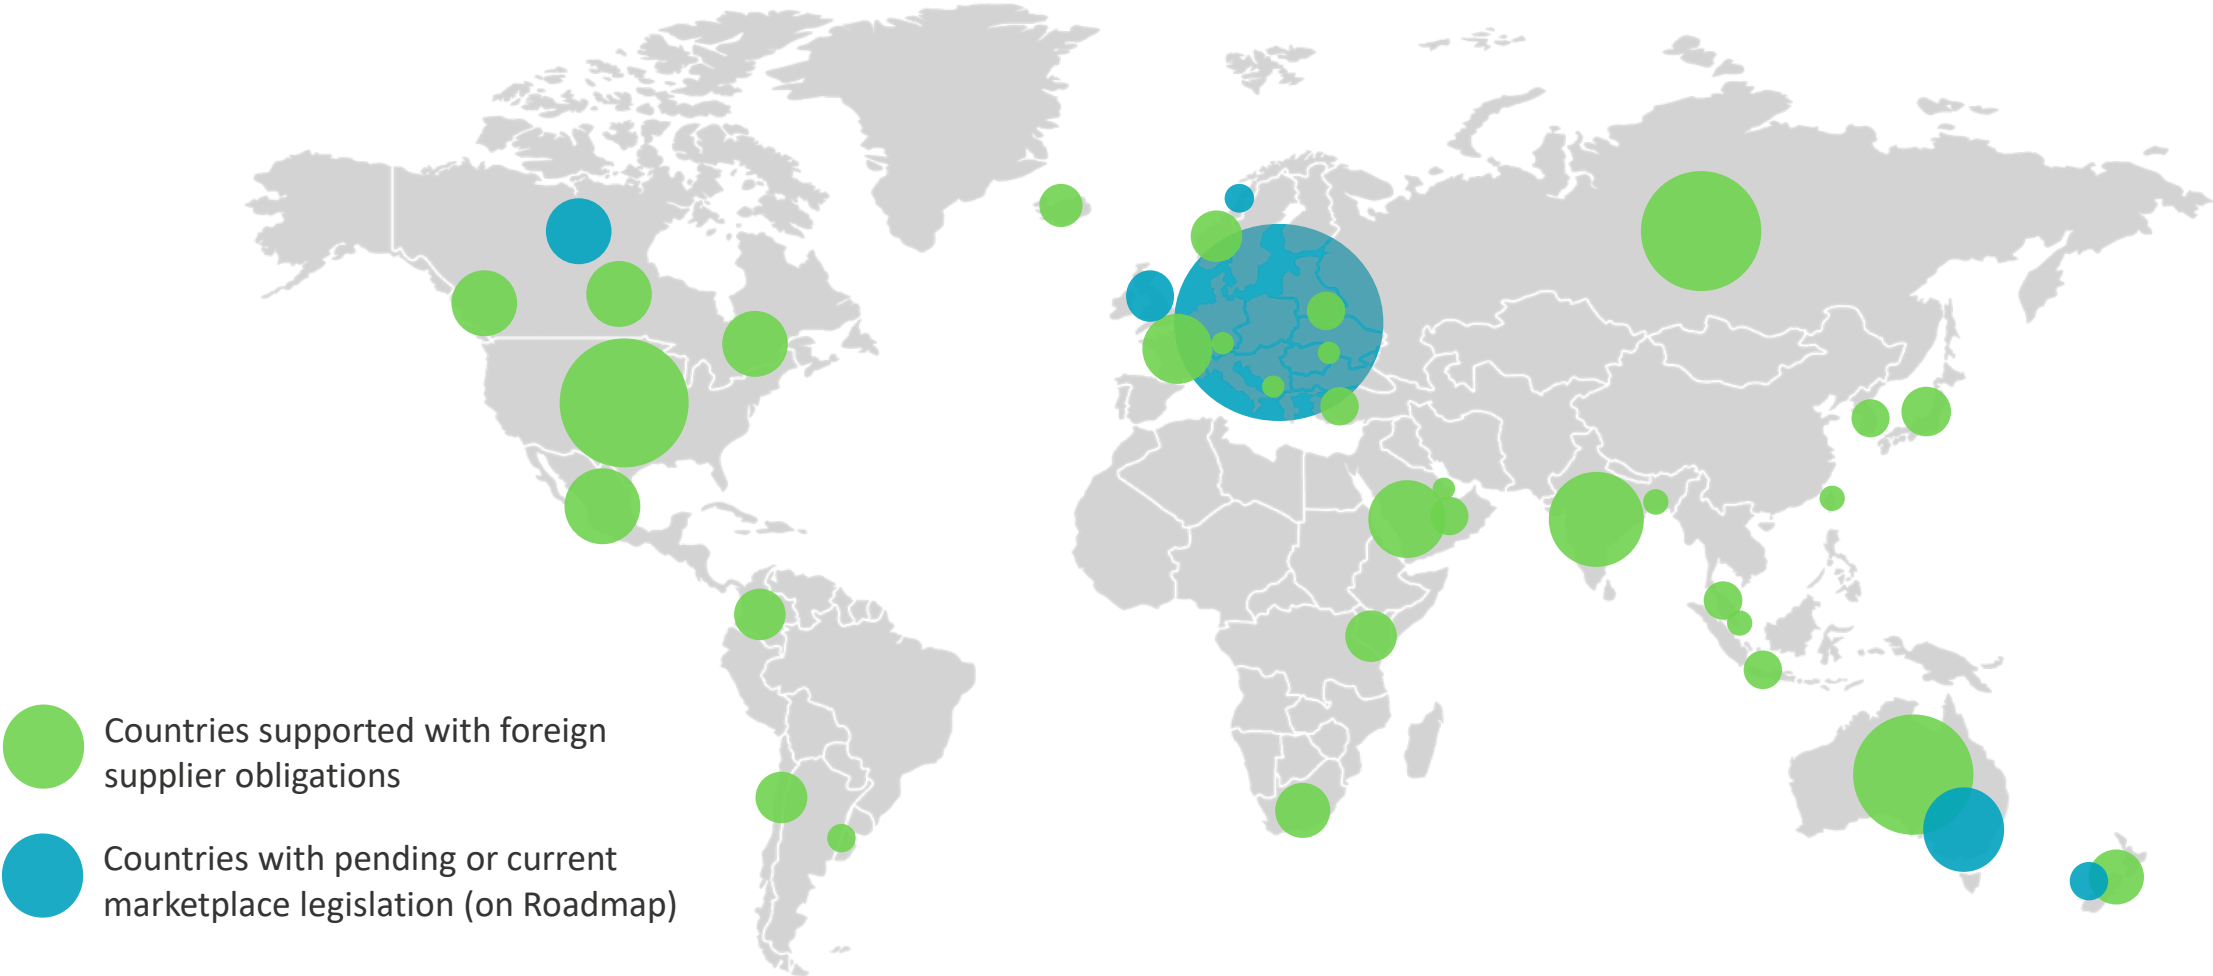 Countries supported with foreign
supplier obligations
Countries with pending or current
marketplace legislation (on Roadmap)